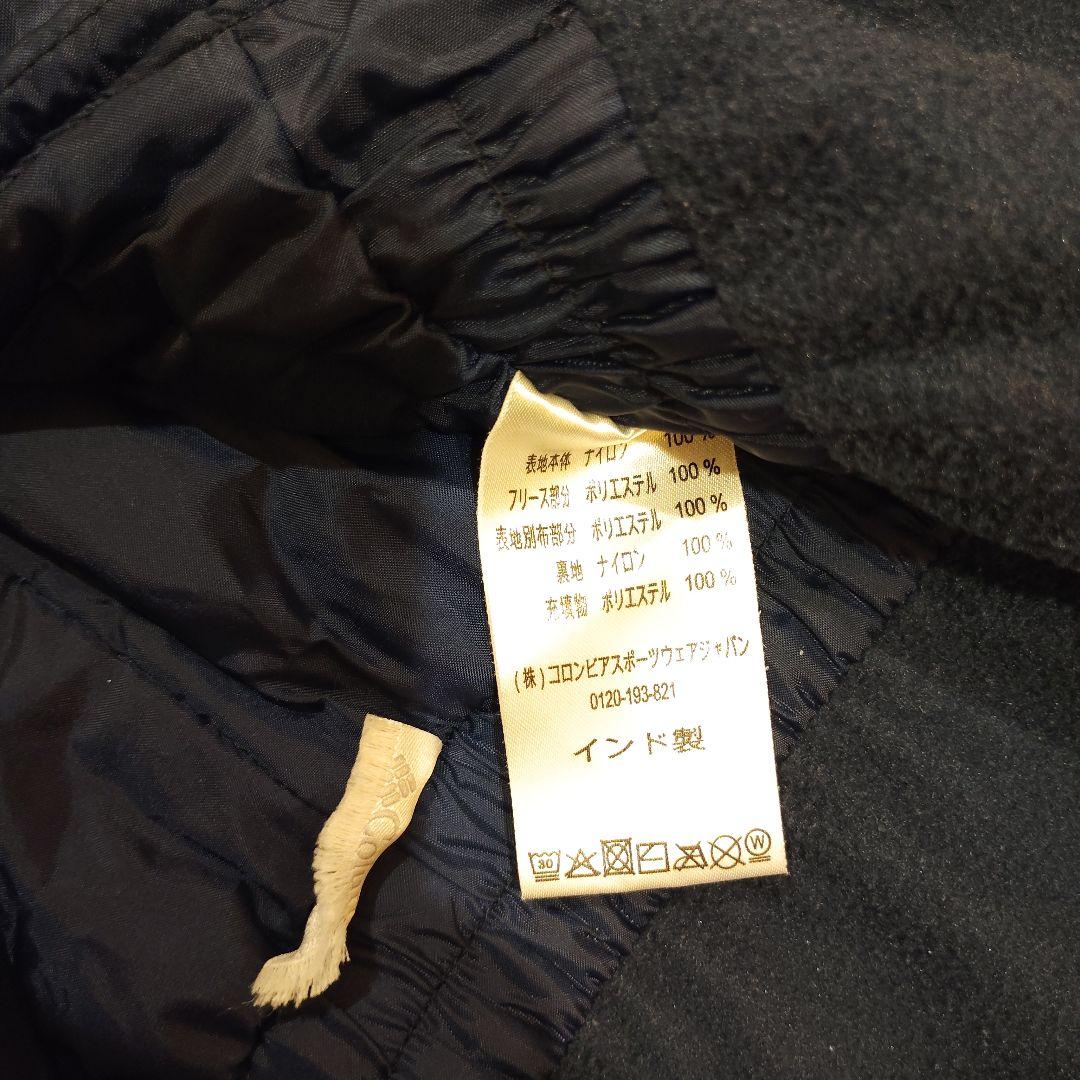 表地本体 ナイロン 100 %
フリース部分 ポリエステル 100 %
表地別布部分 ポリエステル 100 %
裏地 ナイロン 100 %
充填物 ポリエステル 100 %
(株)コロンビアスポーツウェアジャパン
0120-193-821
インド製
30
W
Co